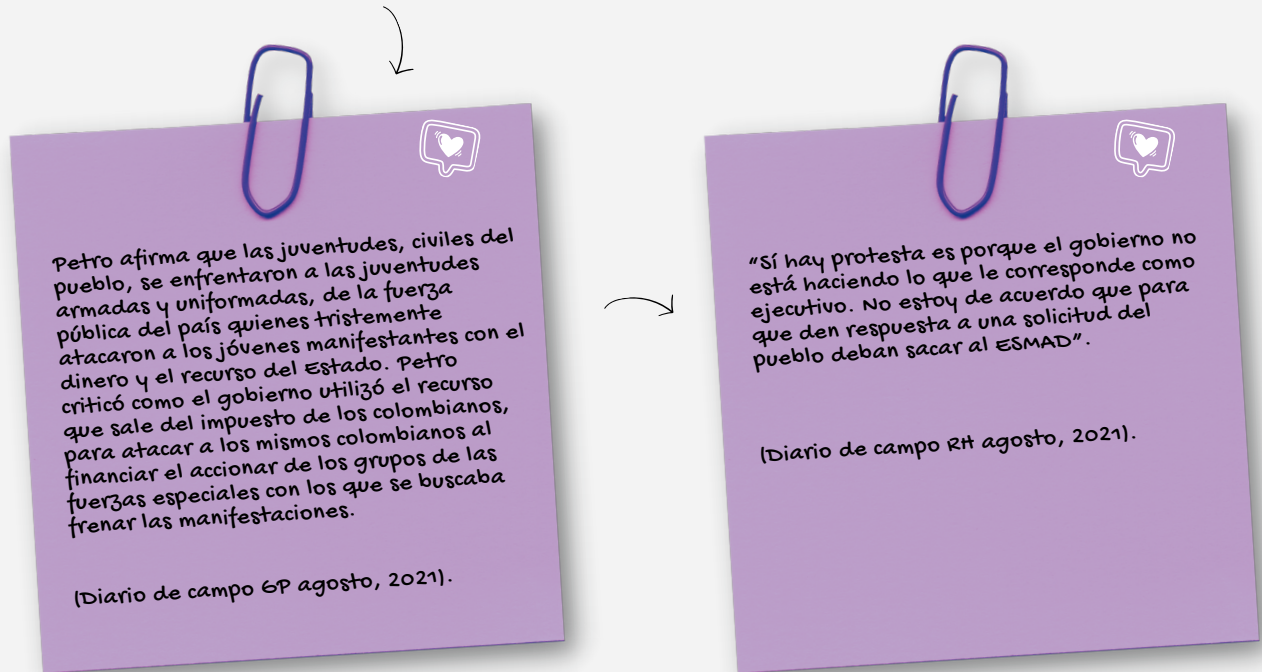 Petro afirma que las juventudes, civiles del
pueblo, se enfrentaron a las juventudes
armadas y uniformadas, de la fuerza
pública del país quienes tristemente
atacaron a los jóvenes manifestantes con el
dinero y el recurso del Estado. Petro
criticó como el gobierno utilizó el recurso
que sale del impuesto de los colombianos,
para atacar a los mismos colombianos al
financiar el accionar de los grupos de las
fuerzas especiales con los que se buscaba
frenar las manifestaciones.
(Diario de campo GP agosto, 2021).
“Sí hay protesta es porque el gobierno no
está haciendo lo que le corresponde como
ejecutivo. No estoy de acuerdo que para
que den respuesta a una solicitud del
pueblo deban sacar al ESMAD”.
(Diario de campo RH agosto, 2021).